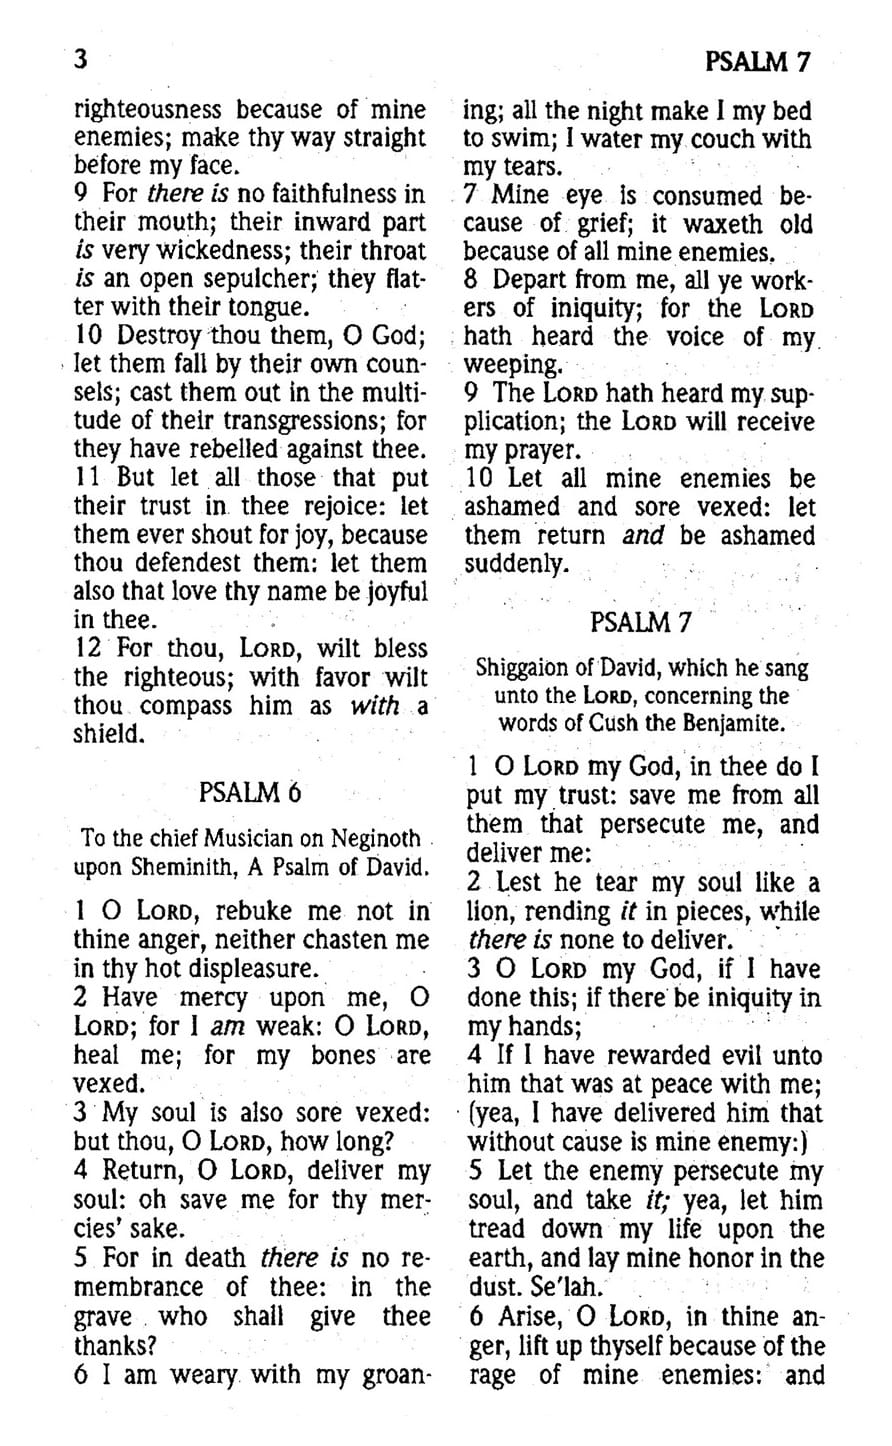 3
PSALM 7
righteousness because of mine
enemies; make thy way straight
before my face.
9 For there is no faithfulness in
their mouth; their inward part
is very wickedness; their throat
is an open sepulcher; they flat-
ter with their tongue.
10 Destroy thou them, O God;
let them fall by their own coun-
sels; cast them out in the multi-
tude of their transgressions; for
they have rebelled against thee.
11 But let all those that put
their trust in thee rejoice: let
them ever shout for joy, because
thou defendest them: let them
also that love thy name be joyful
in thee.
12 For thou, LORD, wilt bless
the righteous; with favor wilt
thou compass him as with a
shield.
PSALM 6
To the chief Musician on Neginoth
upon Sheminith, A Psalm of David.
1 O LORD, rebuke me not in
thine anger, neither chasten me
in thy hot displeasure.
2 Have mercy upon me, O
LORD; for I am weak: O LORD,
heal me; for my bones are
vexed.
3 My soul is also sore vexed:
but thou, O LORD, how long?
4 Return, O LORD, deliver my
soul: oh save me for thy mer-
cies' sake.
5 For in death there is no re-
membrance of thee: in the
grave who shall give thee
thanks?
6 I am weary with my groan-
ing; all the night make I my bed
to swim; I water my couch with
my tears.
7 Mine eye is consumed be-
cause of grief; it waxeth old
because of all mine enemies.
8 Depart from me, all ye work-
ers of iniquity; for the LORD
hath heard the voice of my
weeping.
9 The LORD hath heard my sup-
plication; the LORD will receive
my prayer.
10 Let all mine enemies be
ashamed and sore vexed: let
them return and be ashamed
suddenly.
PSALM 7
Shiggaion of David, which he sang
unto the LORD, concerning the
words of Cush the Benjamite.
1 O LORD my God, in thee do I
put my trust: save me from all
them that persecute me, and
deliver me:
2 Lest he tear my soul like a
lion, rending it in pieces, while
there is none to deliver.
3 O LORD my God, if I have
done this; if there be iniquity in
my hands;
4 If I have rewarded evil unto
him that was at peace with me;
(yea, I have delivered him that
without cause is mine enemy:)
5 Let the enemy persecute my
soul, and take it; yea, let him
tread down my life upon the
earth, and lay mine honor in the
dust. Se'lah.
6 Arise, O LORD, in thine an-
ger, lift up thyself because of the
rage of mine enemies: and